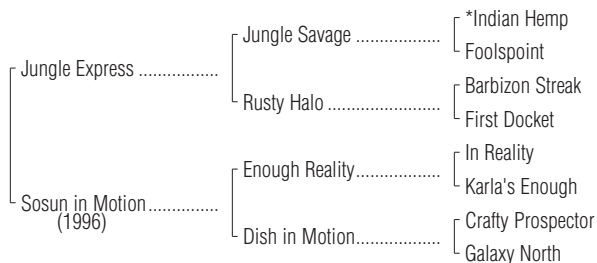 *Indian Hemp
Jungle Savage ..................
Foolspoint
Jungle Express .................
Barbizon Streak
Rusty Halo ........................
First Docket
In Reality
Enough Reality..................
Karla's Enough
Sosun in Motion...............
(1996)
Crafty Prospector
Dish in Motion..................
Galaxy North